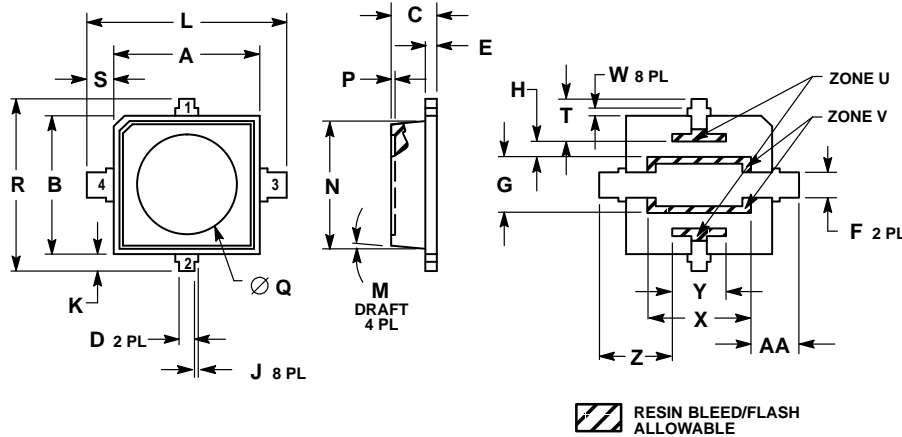 L
A
S
R
B
K
D 2 PL
J 8 PL
1
2
3
4
Ø Q
C
E
P
N
M
DRAFT
4 PL
H
T
W 8 PL
ZONE U
ZONE V
G
F 2 PL
Y
X
Z
AA
RESIN BLEED/FLASH
ALLOWABLE